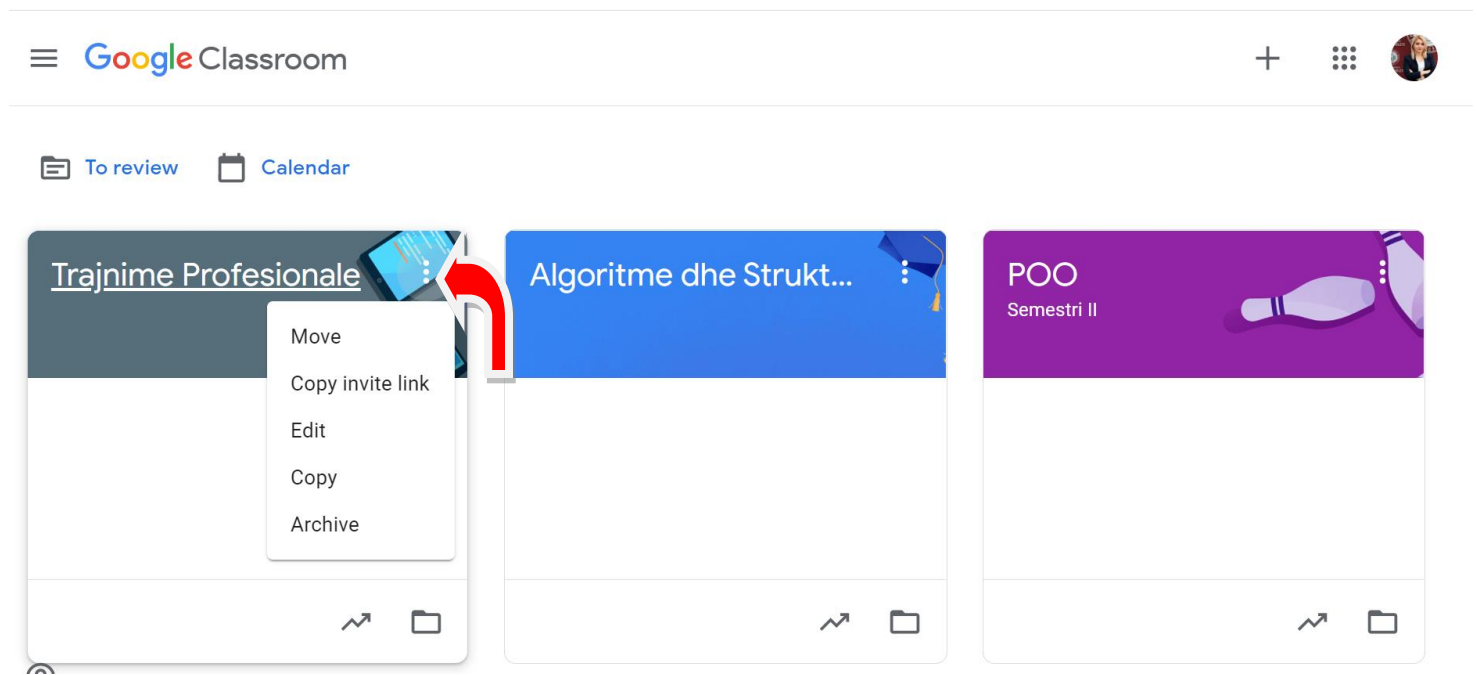 Google Classroom
To review
Calendar
Trajnime Profesionale
Move
Copy invite link
Edit
Copy
Archive
Algoritme dhe Strukt...
POO
Semestri II